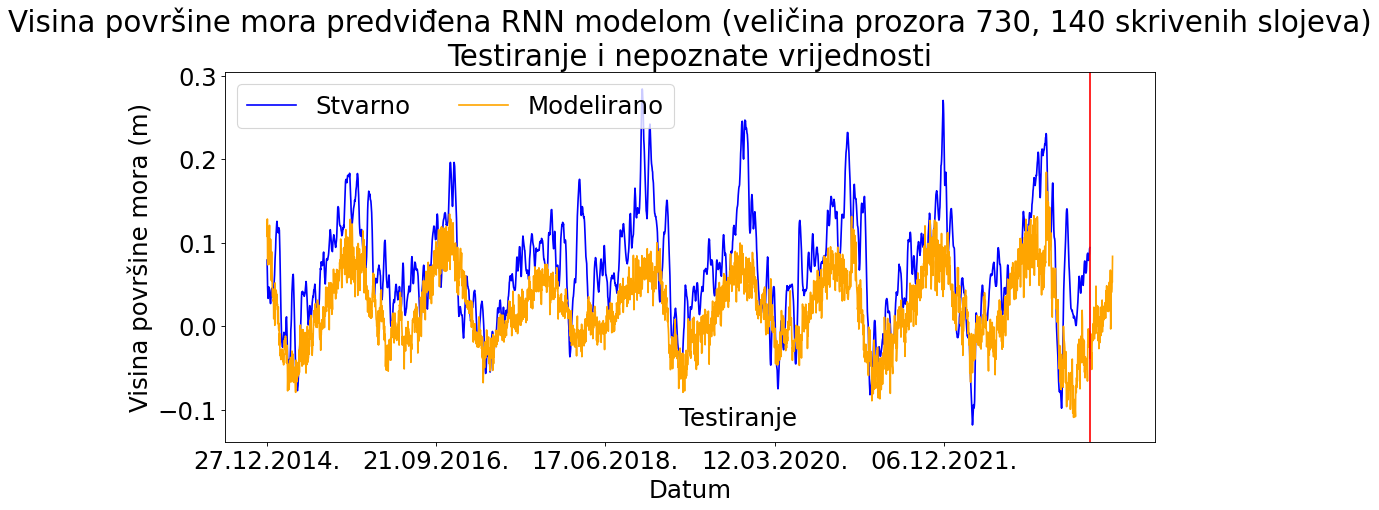 Visina površine mora predviđena RNN modelom (veličina prozora 730, 140 skrivenih slojeva)
Testiranje i nepoznate vrijednosti
Stvarno
Modelirano
Visina površine mora (m)
0.3
0.2
0.1
0.0
−0.1
Testiranje
27.12.2014.
21.09.2016.
17.06.2018.
12.03.2020.
06.12.2021.
Datum